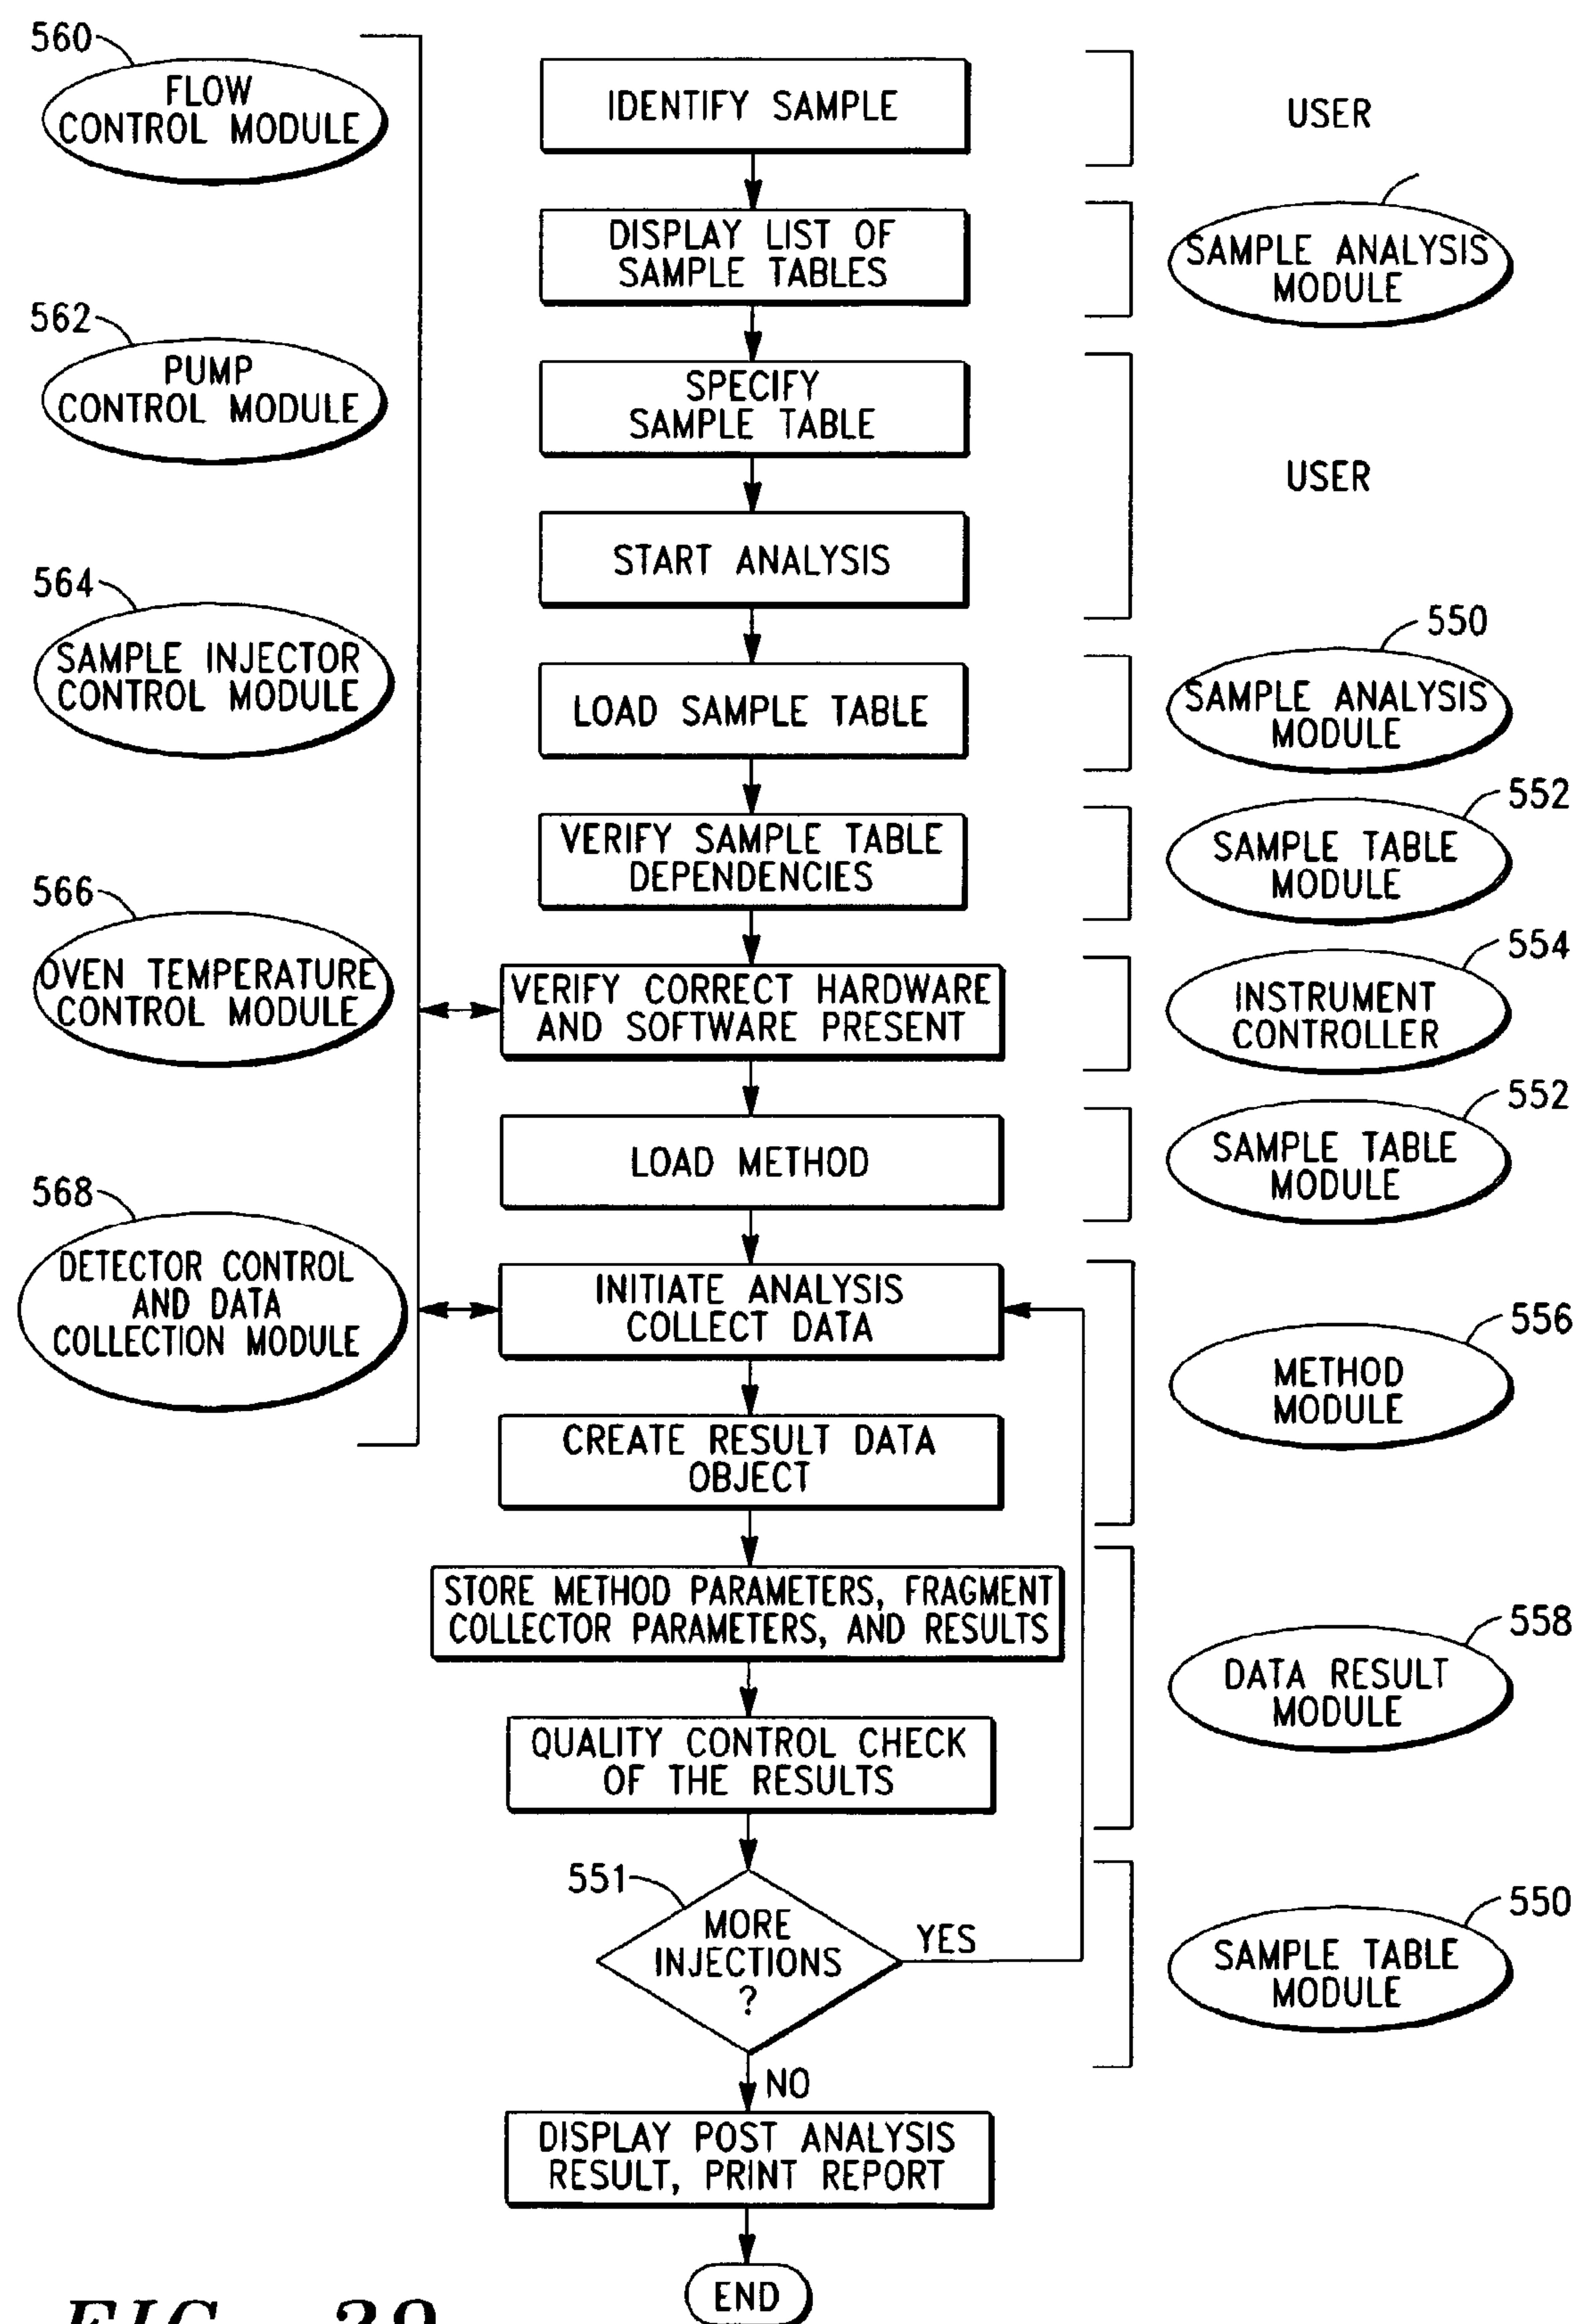 560
FLOW
CONTROL MODULE
562
PUMP
CONTROL MODULE
564
SAMPLE INJECTOR
CONTROL MODULE
566
OVEN TEMPERATURE
CONTROL MODULE
568
DETECTOR CONTROL
AND DATA
COLLECTION MODULE
IDENTIFY SAMPLE
DISPLAY LIST OF
SAMPLE TABLES
SPECIFY
SAMPLE TABLE
START ANALYSIS
LOAD SAMPLE TABLE
VERIFY SAMPLE TABLE
DEPENDENCIES
VERIFY CORRECT HARDWARE
AND SOFTWARE PRESENT
LOAD METHOD
INITIATE ANALYSIS
COLLECT DATA
CREATE RESULT DATA
OBJECT
STORE METHOD PARAMETERS, FRAGMENT
COLLECTOR PARAMETERS, AND RESULTS
QUALITY CONTROL CHECK
OF THE RESULTS
551
MORE
INJECTIONS
?
YES
NO
DISPLAY POST ANALYSIS
RESULT, PRINT REPORT
END
USER
SAMPLE ANALYSIS
MODULE
USER
550
SAMPLE ANALYSIS
MODULE
552
SAMPLE TABLE
MODULE
554
INSTRUMENT
CONTROLLER
552
SAMPLE TABLE
MODULE
556
METHOD
MODULE
558
DATA RESULT
MODULE
550
SAMPLE TABLE
MODULE